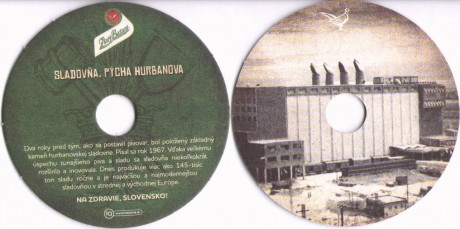 Zlatý Bažant
SLADOVŇA, PÝCHA HURBANOVA
Dva roky pred tým, ako sa postavil pivovar, bol položený základný
kameň hurbanovskej sladovne. Písal sa rok 1967. Vďaka veľkému
úspechu tunajšieho piva a sladu sa sladovňa niekoľkokrát
rozšírila a inovovala. Dnes produkuje viac ako 145-tisíc
ton sladu ročne a je najväčšou a najmodernejšou
sladovňou v strednej a východnej Európe.
NA ZDRAVIE, SLOVENSKO!